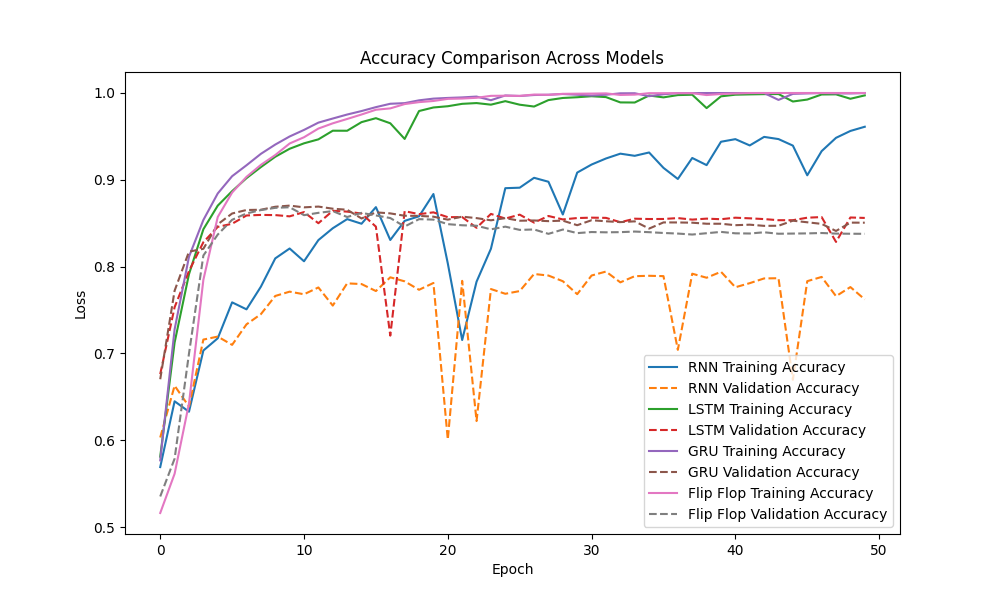 Accuracy Comparison Across Models
Loss
1.0
0.9
0.8
0.7
0.6
0.5
0
10
20
30
40
50
Epoch
RNN Training Accuracy
RNN Validation Accuracy
LSTM Training Accuracy
LSTM Validation Accuracy
GRU Training Accuracy
GRU Validation Accuracy
Flip Flop Training Accuracy
Flip Flop Validation Accuracy